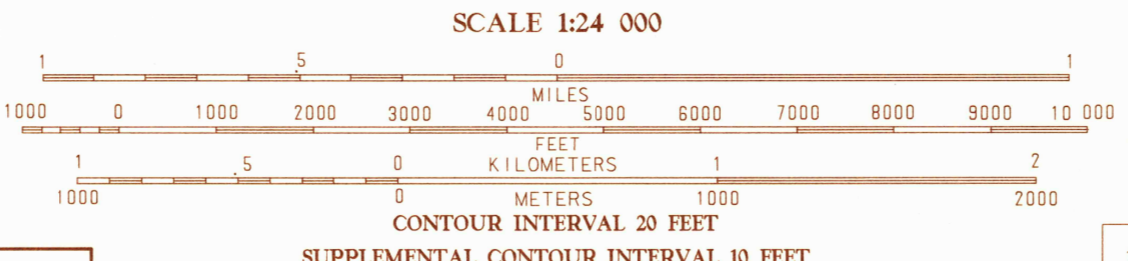 SCALE 1:24 000
1 .5 0 1
MILES
1000 0 1000 2000 3000 4000 5000 6000 7000 8000 9000 10 000
FEET
1 .5 0 KILOMETERS 1 2
1000 0 METERS 1000 2000
CONTOUR INTERVAL 20 FEET
SUPPLEMENTAL CONTOUR INTERVAL 10 FEET